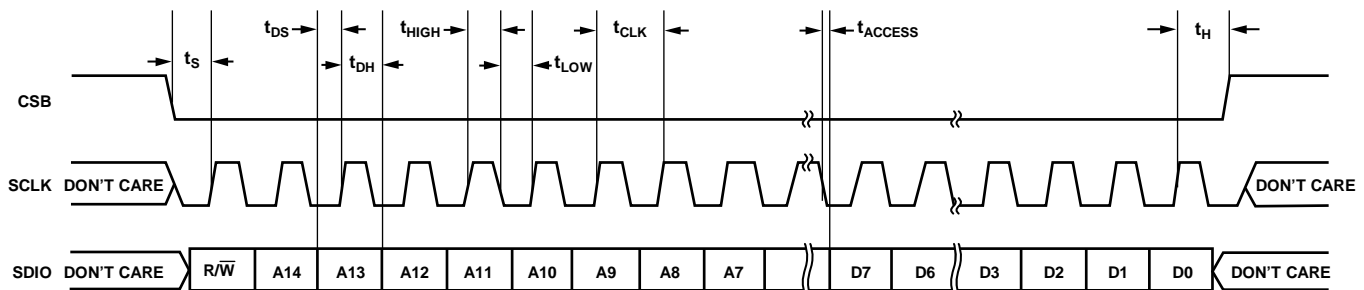 tDS
tHIGH
tCLK
tACCESS
tH
tS
tDH
tLOW
CSB
SCLK DON'T CARE DON'T CARE
SDIO DON'T CARE R/W̅ A14 A13 A12 A11 A10 A9 A8 A7 D7 D6 D3 D2 D1 D0 DON'T CARE